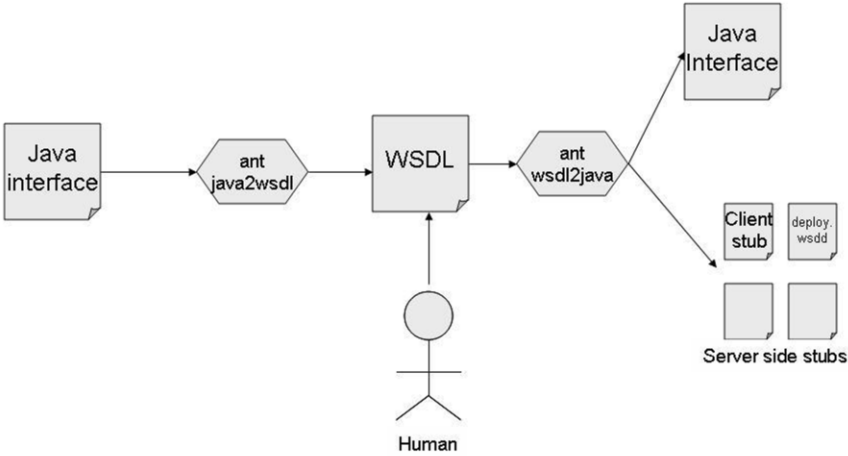 Java
interface
ant
java2wsdl
WSDL
ant
wsdl2java
Java
Interface
Client
stub
deploy.
wsdd
Server side stubs
Human